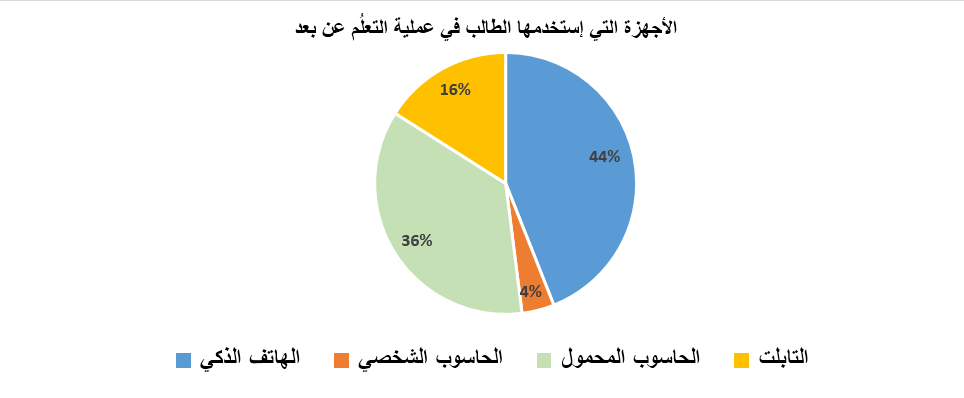 الأجهزة التي إستخدمها الطالب في عملية التعلُم عن بعد
16%
44%
36%
4%
الهاتف الذكي
الحاسوب الشخصي
الحاسوب المحمول
التابلت